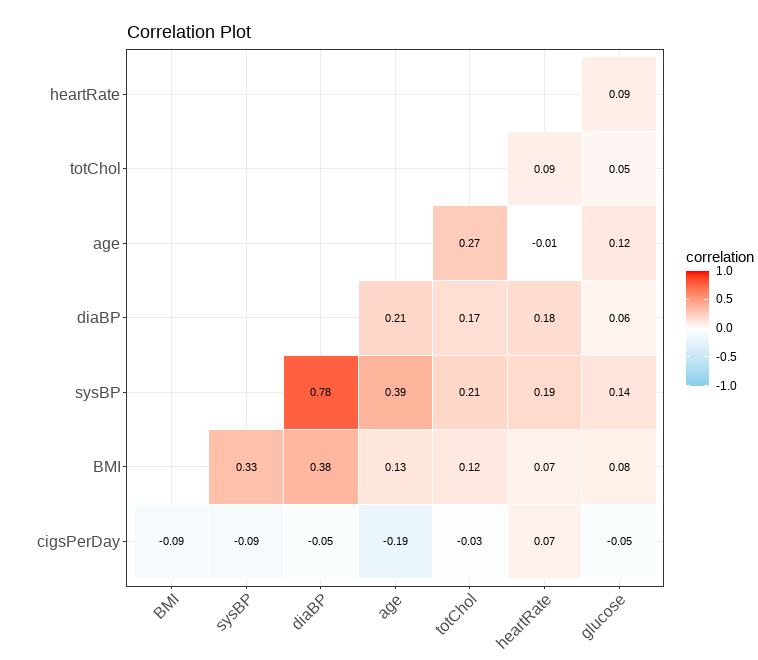 Correlation Plot
heartRate 0.09
totChol 0.09 0.05
age 0.27 -0.01 0.12
diaBP 0.21 0.17 0.18 0.06
sysBP 0.78 0.39 0.21 0.19 0.14
BMI 0.33 0.38 0.13 0.12 0.07 0.08
cigsPerDay -0.09 -0.09 -0.05 -0.19 -0.03 0.07 -0.05
BMI sysBP diaBP age totChol heartRate glucose
correlation
1.0
0.5
0.0
-0.5
-1.0